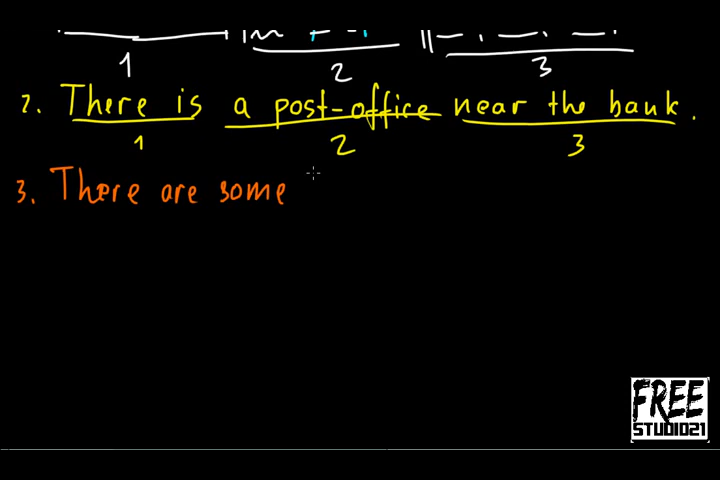 1 2 3
2. There is a post-office near the bank.
1 2 3
3. There are some
FREE
STUDIO21